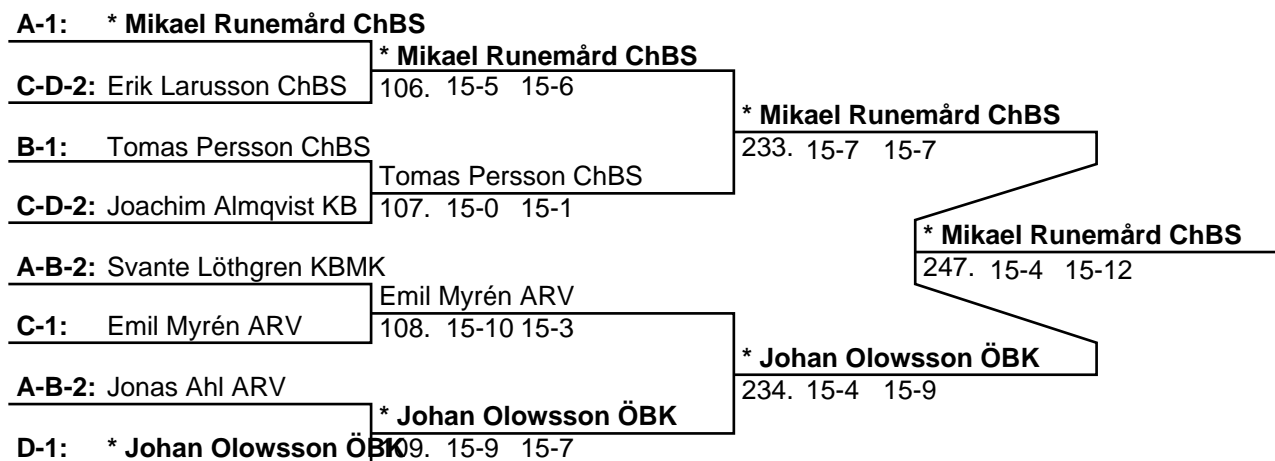 A-1: * Mikael Runemård ChBS
* Mikael Runemård ChBS
C-D-2: Erik Larusson ChBS
106. 15-5 15-6
* Mikael Runemård ChBS
B-1: Tomas Persson ChBS
233. 15-7 15-7
Tomas Persson ChBS
C-D-2: Joachim Almqvist KB
107. 15-0 15-1
* Mikael Runemård ChBS
A-B-2: Svante Löthgren KBMK
247. 15-4 15-12
Emil Myrén ARV
C-1: Emil Myrén ARV
108. 15-10 15-3
* Johan Olowsson ÖBK
A-B-2: Jonas Ahl ARV
234. 15-4 15-9
* Johan Olowsson ÖBK
D-1: * Johan Olowsson ÖBK
109. 15-9 15-7